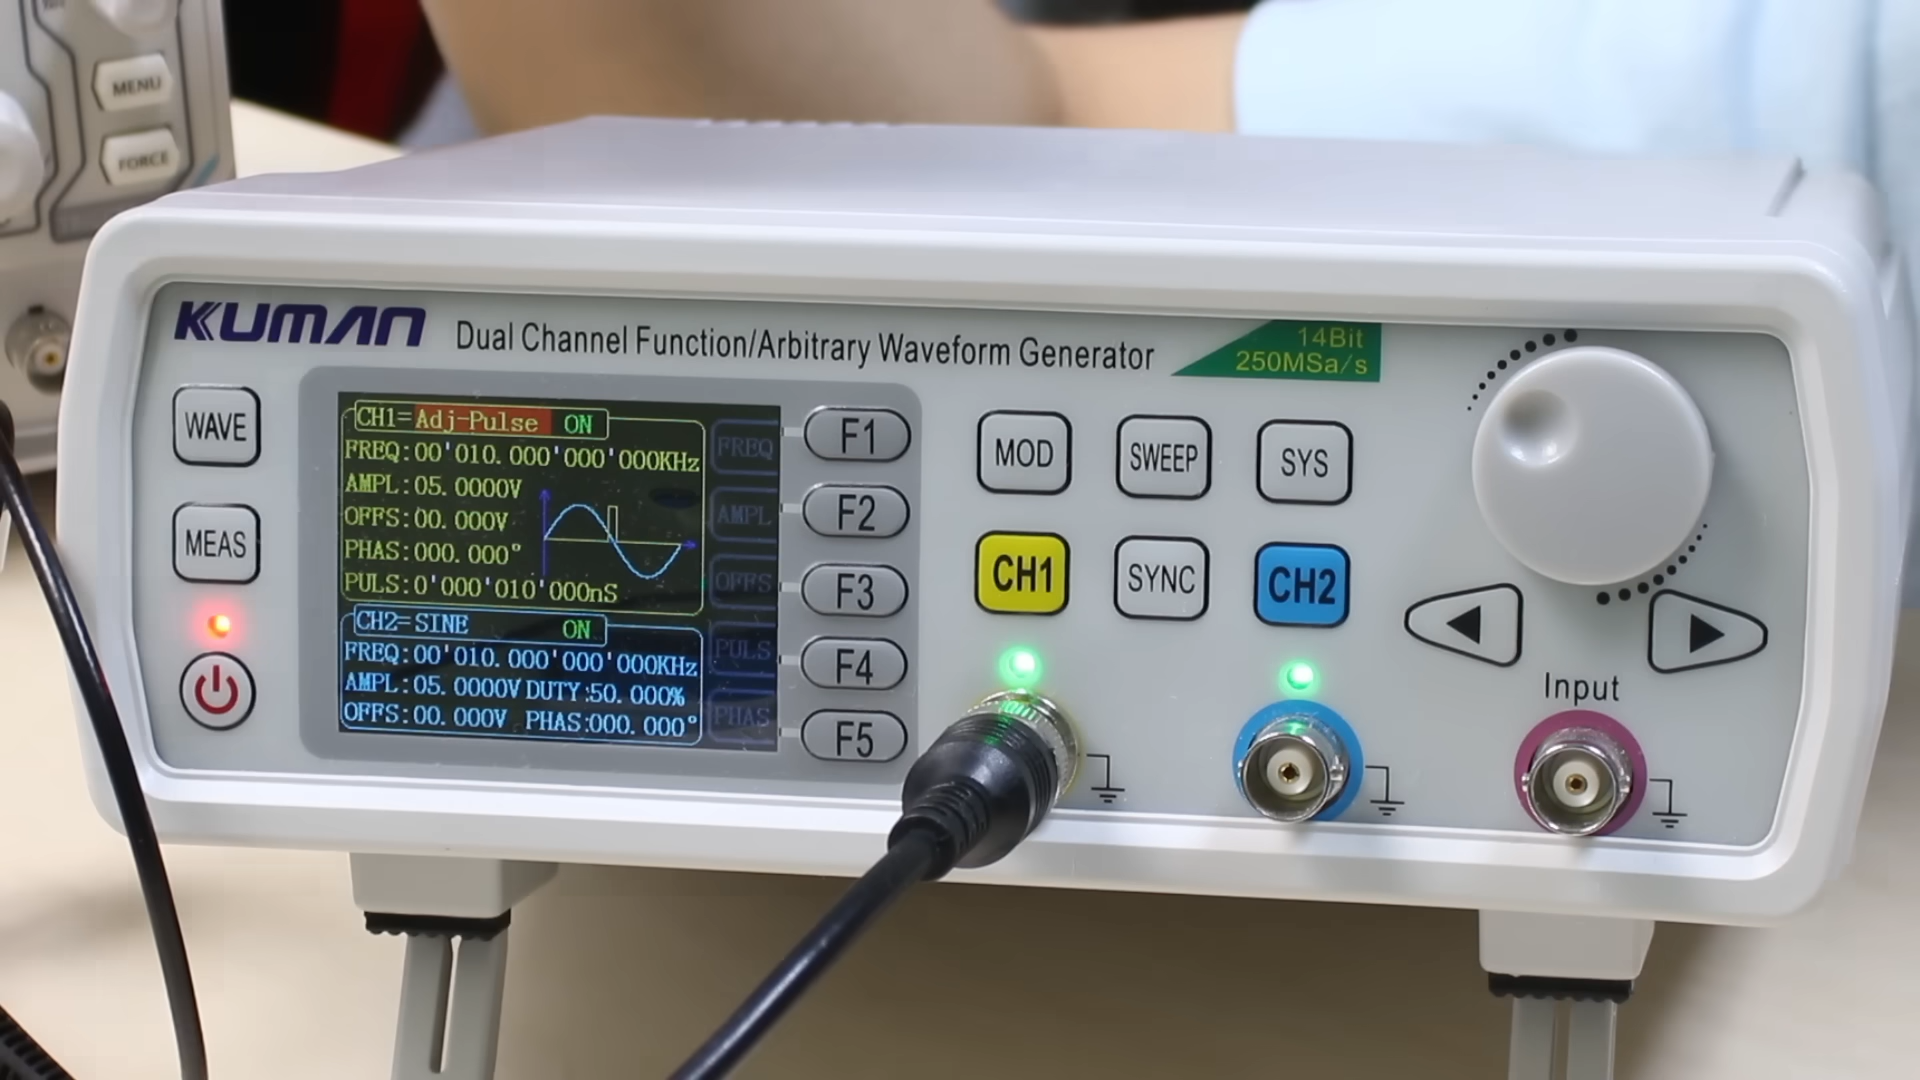 MENU
FORCE
KUMAN
Dual Channel Function/Arbitrary Waveform Generator
14Bit
250MSa/s
WAVE
MEAS
CH1=Adj-Pulse ON
FREQ:00'010.000'000'000KHz
AMPL:05.0000V
OFFS:00.000V
PHAS:000.000°
PULS:0'000'010'000nS
CH2=SINE ON
FREQ:00'010.000'000'000KHz
AMPL:05.0000V DUTY:50.000%
OFFS:00.000V PHAS:000.000°
FREQ
AMPL
OFFS
PULS
PHAS
F1
F2
F3
F4
F5
MOD
SWEEP
SYS
CH1
SYNC
CH2
Input